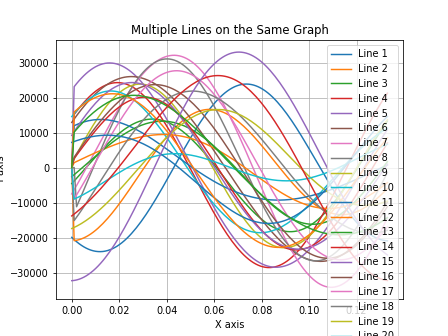 Multiple Lines on the Same Graph
30000
20000
10000
0
−10000
−20000
−30000
0.00
0.02
0.04
0.06
0.08
0.10
X axis
axis
Line 1
Line 2
Line 3
Line 4
Line 5
Line 6
Line 7
Line 8
Line 9
Line 10
Line 11
Line 12
Line 13
Line 14
Line 15
Line 16
Line 17
Line 18
Line 19
Line 20